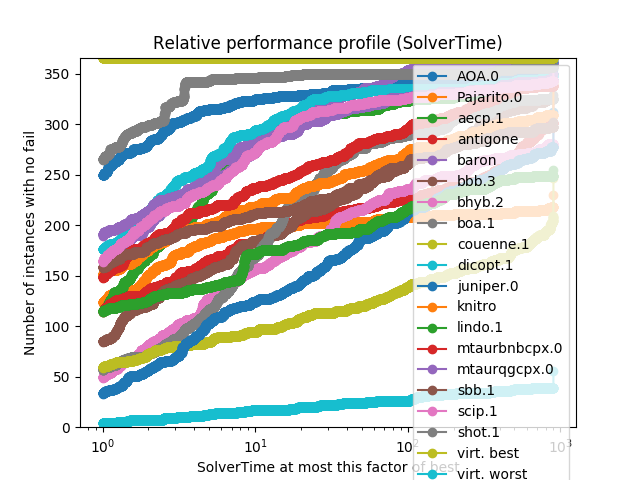 Relative performance profile (SolverTime)
Number of instances with no fail
350
300
250
200
150
100
50
0
10⁰
10¹
10²
10³
SolverTime at most this factor of best
AOA.0
Pajarito.0
aecp.1
antigone
baron
bbb.3
bhyb.2
boa.1
couenne.1
dicopt.1
juniper.0
knitro
lindo.1
mtaurbnbcpx.0
mtaurqgcpx.0
sbb.1
scip.1
shot.1
virt. best
virt. worst